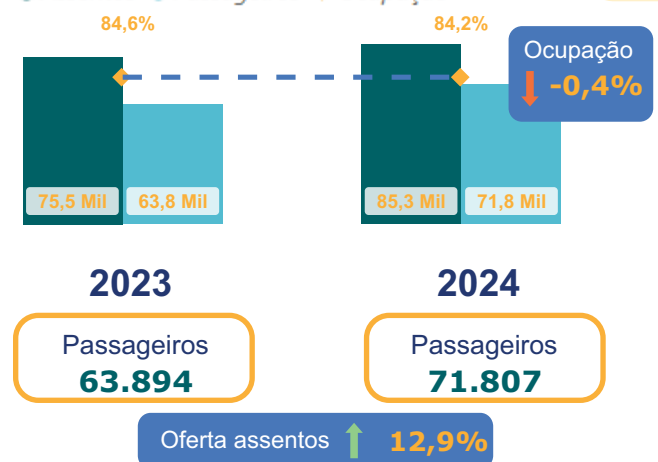 84,6%
84,2%
Ocupação
-0,4%
75,5 Mil
63,8 Mil
85,3 Mil
71,8 Mil
2023
2024
Passageiros
63.894
Passageiros
71.807
Oferta assentos
12,9%